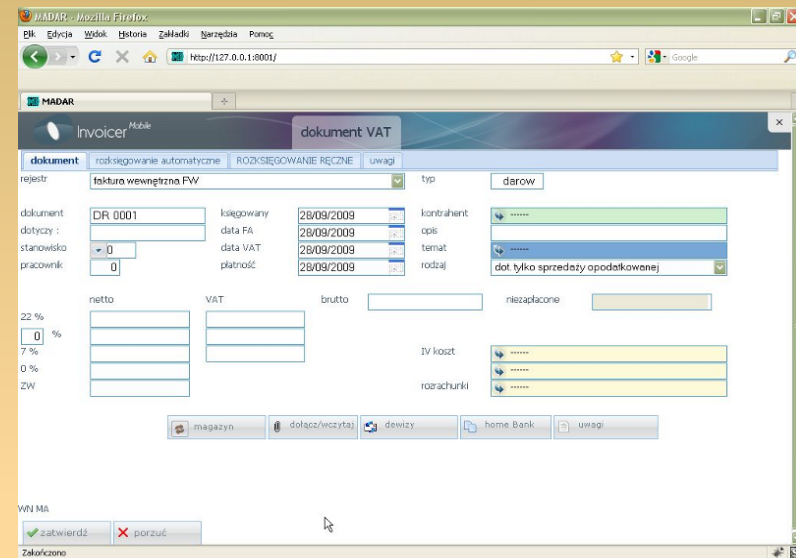 MADAR - Mozilla Firefox
Plik Edycja Widok Historia Zakładki Narzędzia Pomoc
http://127.0.0.1:8001/ Google
MADAR
Invoicer Mobile dokument VAT
dokument rozksięgowanie automatyczne ROZKSIĘGOWANIE RĘCZNE uwagi
rejestr faktura wewnętrzna FW typ darow
dokument DR 0001 księgowany 28/09/2009 kontrahent ------
dotyczy : data FA 28/09/2009 opis
stanowisko 0 data VAT 28/09/2009 temat ------
pracownik 0 płatność 28/09/2009 rodzaj dot. tylko sprzedaży opodatkowanej
netto VAT brutto niezapłacone
22 %
0 %
7 % IV koszt ------
0 % ------
ZW rozrachunki ------
magazyn dołącz/wczytaj dewizy home Bank uwagi
WN MA
zatwierdź porzuć
Zakończono